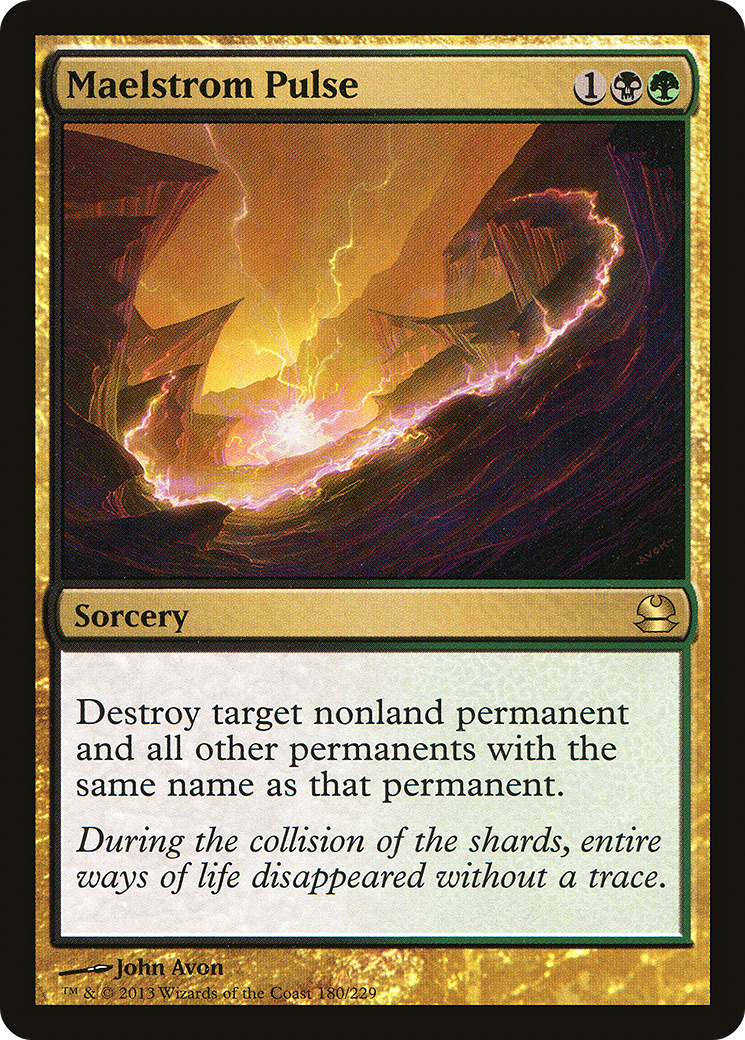 Maelstrom Pulse 1
AVON
Sorcery
Destroy target nonland permanent
and all other permanents with the
same name as that permanent.
During the collision of the shards, entire
ways of life disappeared without a trace.
John Avon
™ & © 2013 Wizards of the Coast 180/229